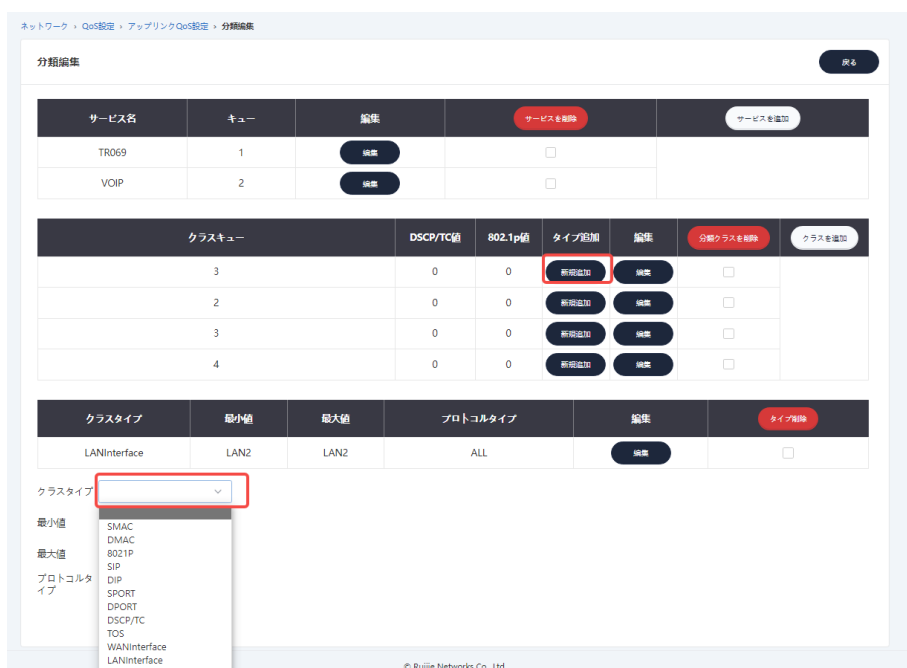 ネットワーク › QoS設定 › アップリンクQoS設定 › 分類編集
分類編集 戻る
サービス名 キュー 編集 サービスを削除 サービスを追加
TR069 1 編集
VOIP 2 編集
クラスキュー DSCP/TC値 802.1p値 タイプ追加 編集 分類クラスを削除 クラスを追加
3 0 0 新規追加 編集
2 0 0 新規追加 編集
3 0 0 新規追加 編集
4 0 0 新規追加 編集
クラスタイプ 最小値 最大値 プロトコルタイプ 編集 タイプ削除
LANInterface LAN2 LAN2 ALL 編集
クラスタイプ
最小値
SMAC
DMAC
最大値
8021P
SIP
プロトコルタ
イプ
DIP
SPORT
DPORT
DSCP/TC
TOS
WANInterface
LANInterface
© Ruijie Networks Co., Ltd